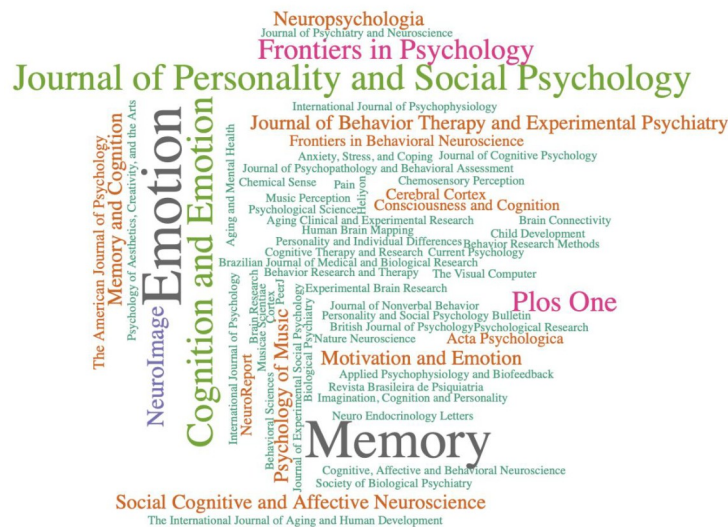 Neuropsychologia
Journal of Psychiatry and Neuroscience
Frontiers in Psychology
Journal of Personality and Social Psychology
International Journal of Psychophysiology
Journal of Behavior Therapy and Experimental Psychiatry
Frontiers in Behavioral Neuroscience
Anxiety, Stress, and Coping
Journal of Cognitive Psychology
Journal of Psychopathology and Behavioral Assessment
Chemical Sense
Pain
Chemosensory Perception
Heliyon
Music Perception
Cerebral Cortex
Psychological Science
Consciousness and Cognition
Aging Clinical and Experimental Research
Brain Connectivity
Human Brain Mapping
Child Development
Personality and Individual Differences
Behavior Research Methods
Cognitive Therapy and Research
Current Psychology
Brazilian Journal of Medical and Biological Research
Behavior Research and Therapy
The Visual Computer
The American Journal of Psychology
Memory and Cognition
Psychology of Aesthetics, Creativity, and the Arts
NeuroImage
Emotion
Cognition and Emotion
Aging and Mental Health
International Journal of Psychology
NeuroReport
Brain Research
Musicae Scientiae
Cortex
PeerJ
Behavioral Sciences
Psychology of Music
Journal of Experimental Social Psychology
Biological Psychiatry
Experimental Brain Research
Journal of Nonverbal Behavior
Plos One
Personality and Social Psychology Bulletin
British Journal of Psychology
Psychological Research
Nature Neuroscience
Acta Psychologica
Motivation and Emotion
Applied Psychophysiology and Biofeedback
Revista Brasileira de Psiquiatria
Imagination, Cognition and Personality
Neuro Endocrinology Letters
Memory
Cognitive, Affective and Behavioral Neuroscience
Society of Biological Psychiatry
Social Cognitive and Affective Neuroscience
The International Journal of Aging and Human Development